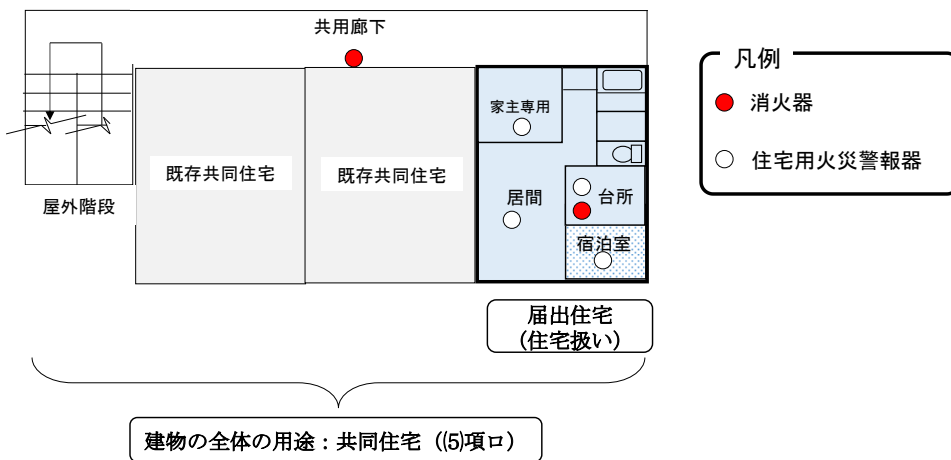 共用廊下
凡例
消火器
住宅用火災警報器
家主専用
既存共同住宅
既存共同住宅
居間
台所
宿泊室
屋外階段
届出住宅
(住宅扱い)
建物の全体の用途：共同住宅（⑸項ロ）